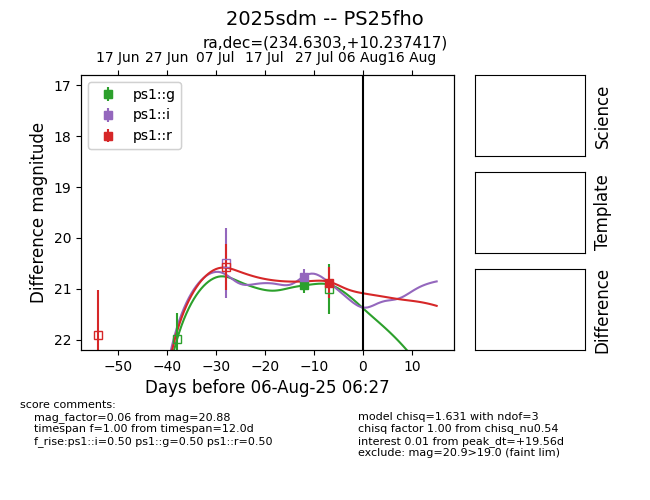 2025sdm -- PS25fho
ra,dec=(234.6303,+10.237417)
17 Jun 27 Jun 07 Jul 17 Jul 27 Jul 06 Aug 16 Aug
ps1::g
ps1::i
ps1::r
17
18
19
20
21
22
Difference magnitude
−50 −40 −30 −20 −10 0 10
Days before 06-Aug-25 06:27
Science
Template
Difference
score comments:
mag_factor=0.06 from mag=20.88
timespan f=1.00 from timespan=12.0d
f_rise:ps1::i=0.50 ps1::g=0.50 ps1::r=0.50
model chisq=1.631 with ndof=3
chisq factor 1.00 from chisq_nu0.54
interest 0.01 from peak_dt=+19.56d
exclude: mag=20.9>19.0 (faint lim)